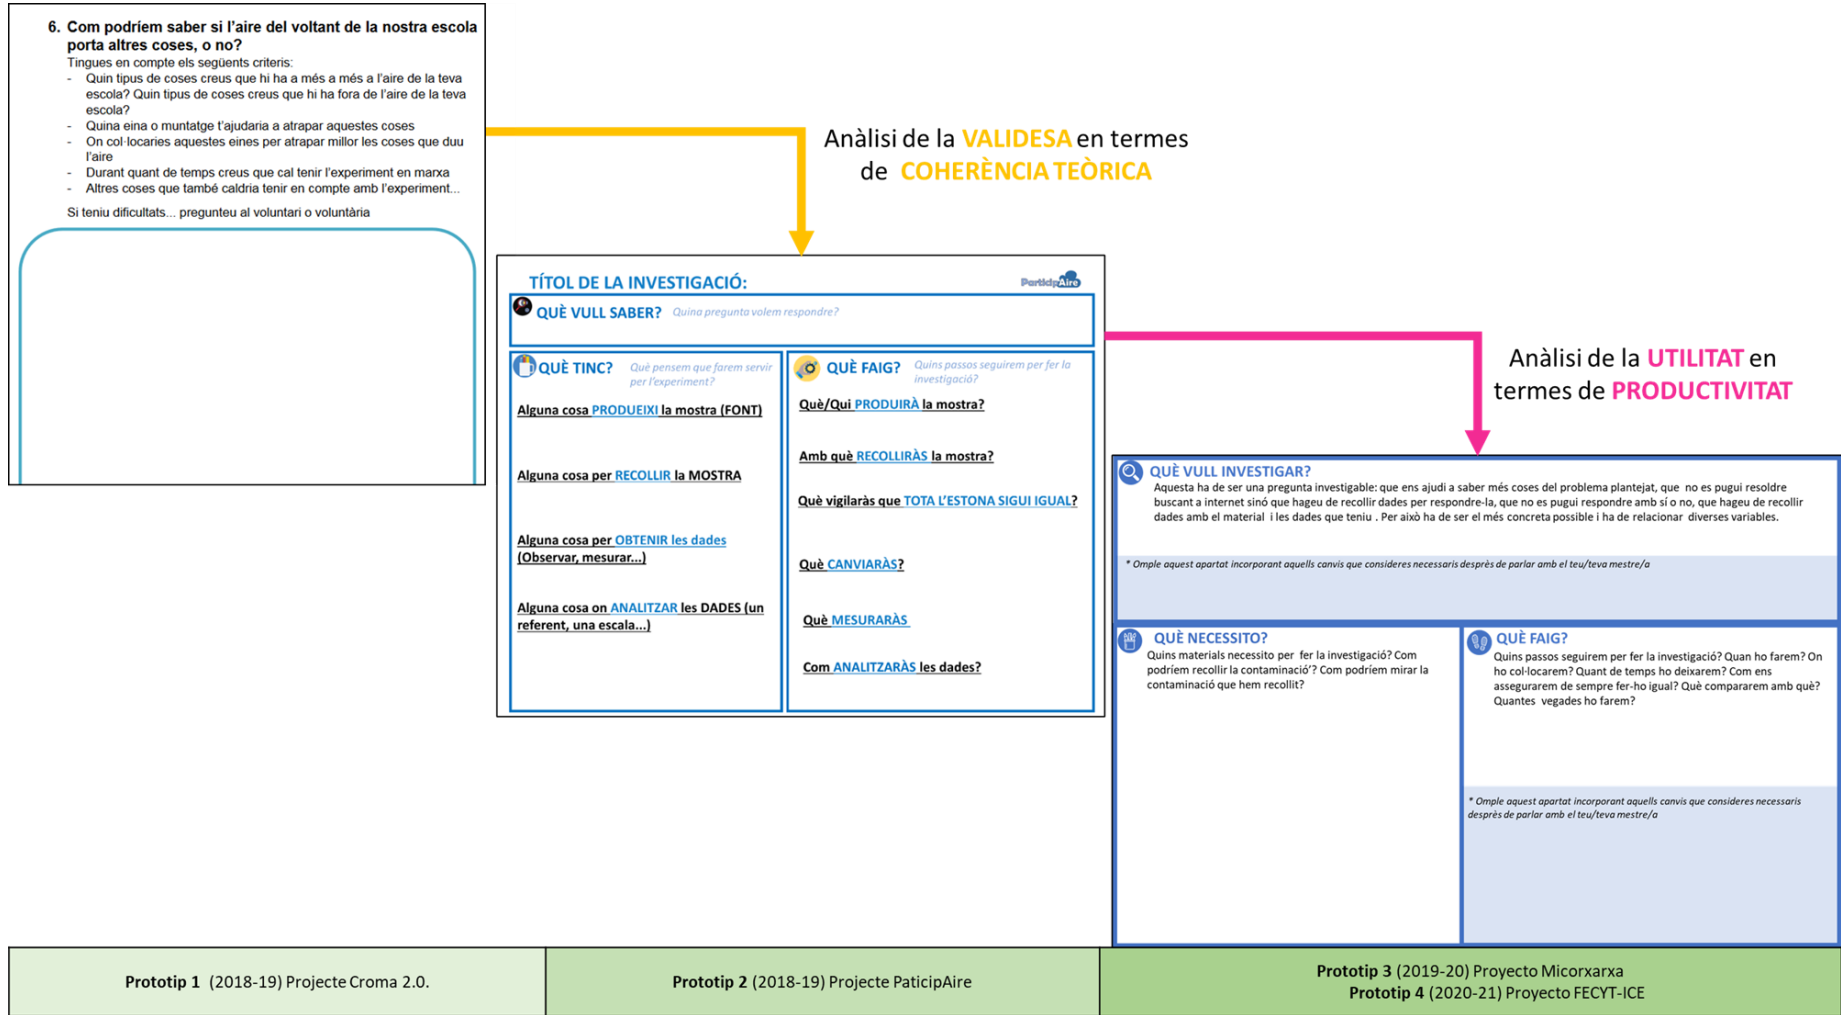 6. Com podríem saber si l'aire del voltant de la nostra escola
porta altres coses, o no?
Tingues en compte els següents criteris:
- Quin tipus de coses creus que hi ha a més a més a l'aire de la teva
escola? Quin tipus de coses creus que hi ha fora de l'aire de la teva
escola?
- Quina eina o muntatge t'ajudaria a atrapar aquestes coses
- On col·locaries aquestes eines per atrapar millor les coses que duu
l'aire
- Durant quant de temps creus que cal tenir l'experiment en marxa
- Altres coses que també caldria tenir en compte amb l'experiment...
Si teniu dificultats... pregunteu al voluntari o voluntària
Anàlisi de la VALIDESA en termes
de COHERÈNCIA TEÒRICA
TÍTOL DE LA INVESTIGACIÓ:
ParticipAire
QUÈ VULL SABER? Quina pregunta volem respondre?
QUÈ TINC? Què pensem que farem servir
per l'experiment?
Alguna cosa PRODUEIXI la mostra (FONT)
Alguna cosa per RECOLLIR la MOSTRA
Alguna cosa per OBTENIR les dades
(Observar, mesurar...)
Alguna cosa on ANALITZAR les DADES (un
referent, una escala...)
QUÈ FAIG? Quins passos seguirem per fer la
investigació?
Què/Qui PRODUIRÀ la mostra?
Amb què RECOLLIRÀS la mostra?
Què vigilaràs que TOTA L'ESTONA SIGUI IGUAL?
Què CANVIARÀS?
Què MESURARÀS
Com ANALITZARÀS les dades?
Anàlisi de la UTILITAT en
termes de PRODUCTIVITAT
QUÈ VULL INVESTIGAR?
Aquesta ha de ser una pregunta investigable: que ens ajudi a saber més coses del problema plantejat, que no es pugui resoldre
buscant a internet sinó que hageu de recollir dades per respondre-la, que no es pugui respondre amb sí o no, que hageu de recollir
dades amb el material i les dades que teniu . Per això ha de ser el més concreta possible i ha de relacionar diverses variables.
* Omple aquest apartat incorporant aquells canvis que consideres necessaris desprès de parlar amb el teu/teva mestre/a
QUÈ NECESSITO?
Quins materials necessito per fer la investigació? Com
podríem recollir la contaminació'? Com podríem mirar la
contaminació que hem recollit?
QUÈ FAIG?
Quins passos seguirem per fer la investigació? Quan ho farem? On
ho col·locarem? Quant de temps ho deixarem? Com ens
assegurarem de sempre fer-ho igual? Què compararem amb què?
Quantes vegades ho farem?
* Omple aquest apartat incorporant aquells canvis que consideres necessaris
desprès de parlar amb el teu/teva mestre/a
Prototip 1 (2018-19) Projecte Croma 2.0.
Prototip 2 (2018-19) Projecte PaticipAire
Prototip 3 (2019-20) Proyecto Micorxarxa
Prototip 4 (2020-21) Proyecto FECYT-ICE